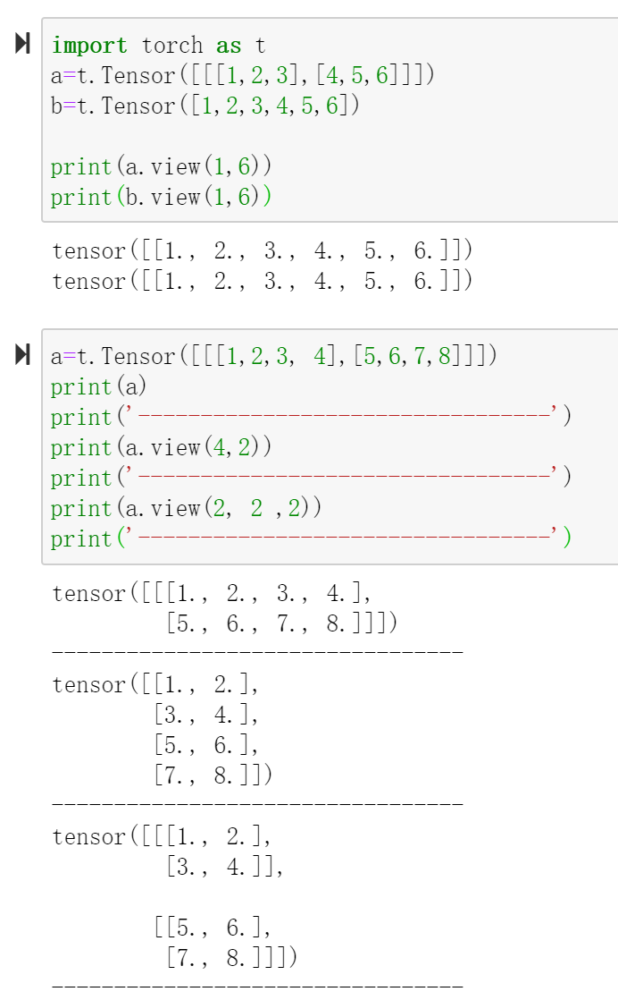 import torch as t
a=t.Tensor([[[1,2,3],[4,5,6]]])
b=t.Tensor([1,2,3,4,5,6])
print(a.view(1,6))
print(b.view(1,6))
tensor([[1., 2., 3., 4., 5., 6.]])
tensor([[1., 2., 3., 4., 5., 6.]])
a=t.Tensor([[[1,2,3, 4],[5,6,7,8]]])
print(a)
print('---------------------------------')
print(a.view(4,2))
print('---------------------------------')
print(a.view(2, 2 ,2))
print('---------------------------------')
tensor([[[1., 2., 3., 4.],
         [5., 6., 7., 8.]]])
---------------------------------
tensor([[1., 2.],
        [3., 4.],
        [5., 6.],
        [7., 8.]])
---------------------------------
tensor([[[1., 2.],
         [3., 4.]],
        [[5., 6.],
         [7., 8.]]])
---------------------------------